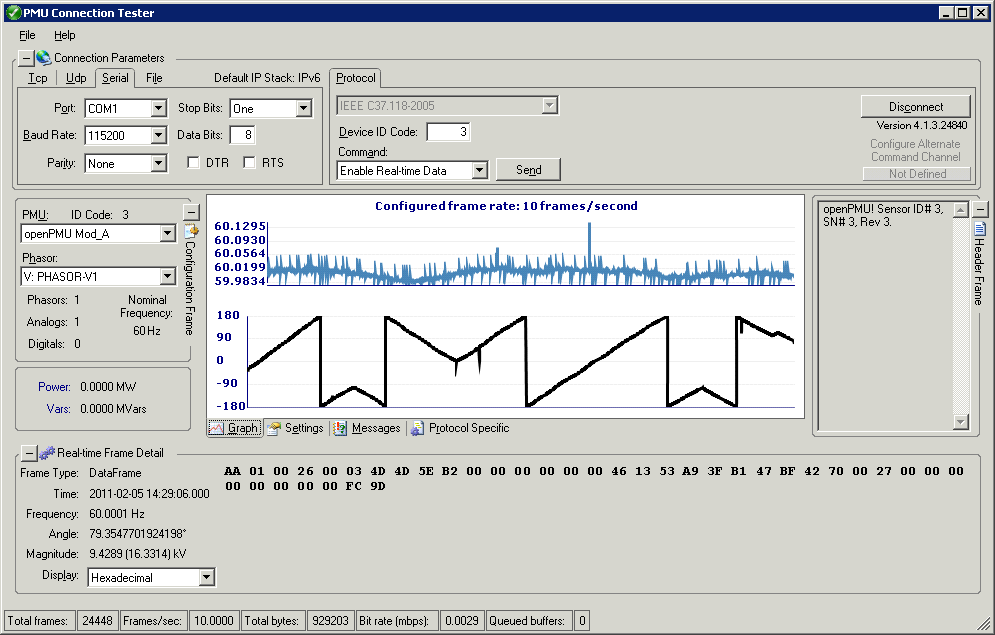 PMU Connection Tester
File Help
Connection Parameters
Tcp Udp Serial File Default IP Stack: IPv6 Protocol
Port: COM1 Stop Bits: One
Baud Rate: 115200 Data Bits: 8
Parity: None DTR RTS
IEEE C37.118-2005
Device ID Code: 3
Command:
Enable Real-time Data Send
Disconnect
Version 4.1.3.24840
Configure Alternate
Command Channel
Not Defined
PMU: ID Code: 3
openPMU Mod_A
Phasor:
V: PHASOR-V1
Phasors: 1
Analogs: 1
Digitals: 0
Nominal
Frequency:
60 Hz
Configuration Frame
Power: 0.0000 MW
Vars: 0.0000 MVars
Configured frame rate: 10 frames/second
60.1295
60.0930
60.0564
60.0199
59.9834
180
90
0
-90
-180
Graph Settings Messages Protocol Specific
openPMU! Sensor ID# 3,
SN# 3, Rev 3.
Header Frame
Real-time Frame Detail
Frame Type: DataFrame
Time: 2011-02-05 14:29:06.000
Frequency: 60.0001 Hz
Angle: 79.3547701924198°
Magnitude: 9.4289 (16.3314) kV
Display: Hexadecimal
AA 01 00 26 00 03 4D 4D 5E B2 00 00 00 00 00 00 46 13 53 A9 3F B1 47 BF 42 70 00 27 00 00 00
00 00 00 00 00 FC 9D
Total frames: 24448 Frames/sec: 10.0000 Total bytes: 929203 Bit rate (mbps): 0.0029 Queued buffers: 0